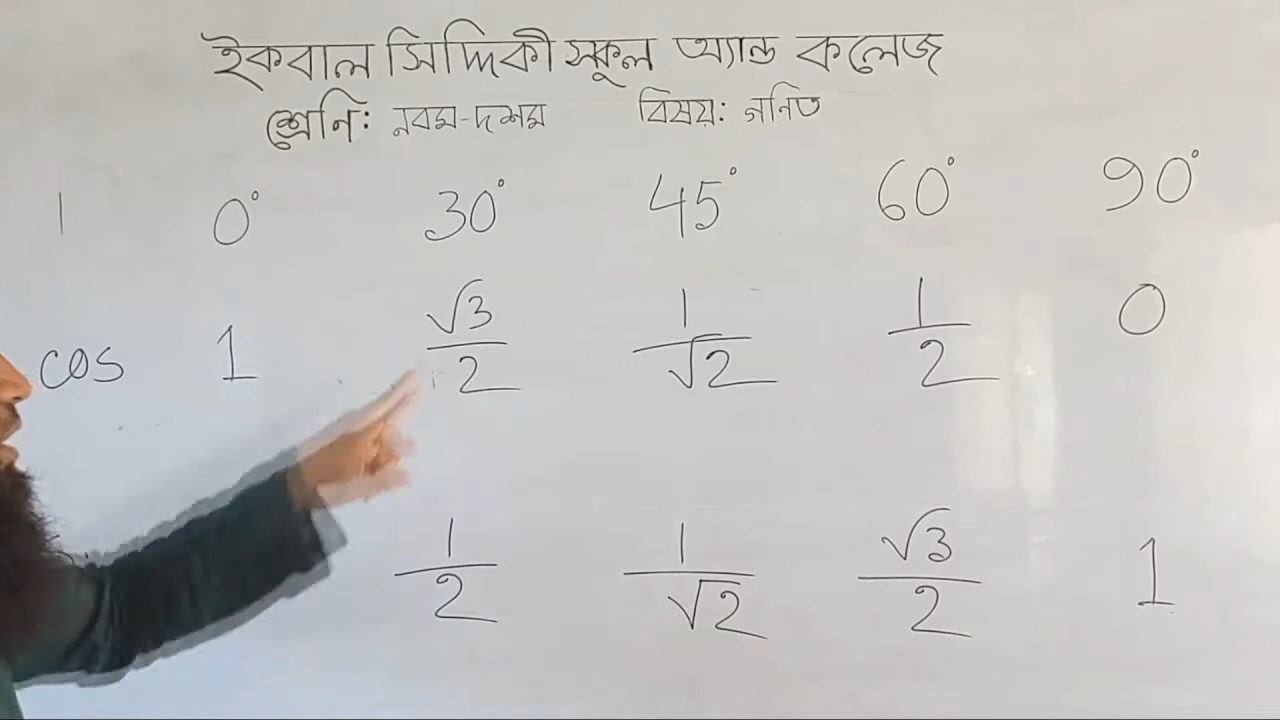 ইকবাল সিদ্দিকী স্কুল অ্যান্ড কলেজ
শ্রেনি: নবম-দশম বিষয়: গনিত
| 0° 30° 45° 60° 90°
cos 1 √3/2 1/√2 1/2 0
1/2 1/√2 √3/2 1